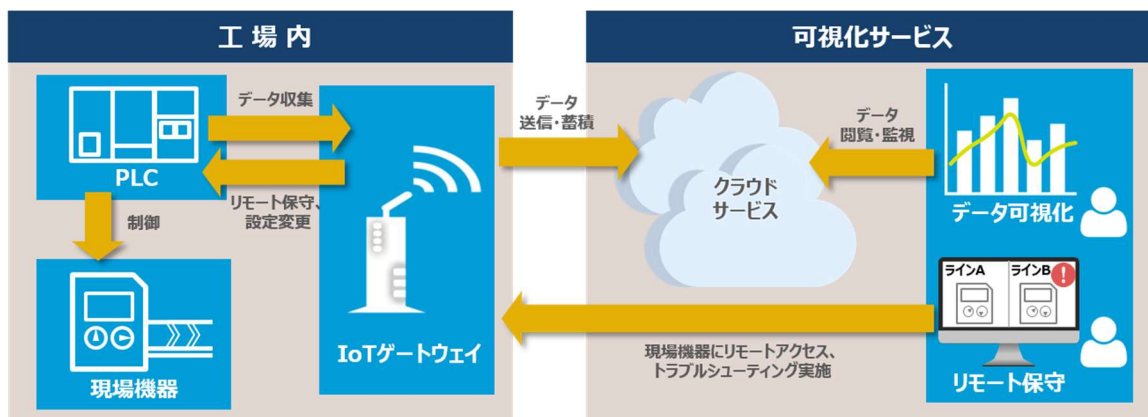 工場内
可視化サービス
データ収集
PLC
リモート保守、
設定変更
制御
現場機器
IoTゲートウェイ
データ
送信・蓄積
クラウド
サービス
データ
閲覧・監視
データ可視化
ラインA
ラインB
!
リモート保守
現場機器にリモートアクセス、
トラブルシューティング実施